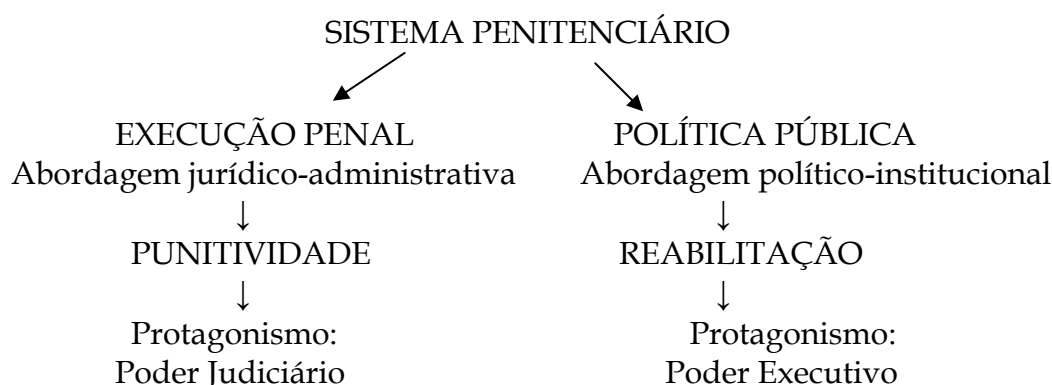 SISTEMA PENITENCIÁRIO
EXECUÇÃO PENAL
POLÍTICA PÚBLICA
Abordagem jurídico-administrativa
Abordagem político-institucional
↓
↓
PUNITIVIDADE
REABILITAÇÃO
↓
↓
Protagonismo:
Protagonismo:
Poder Judiciário
Poder Executivo